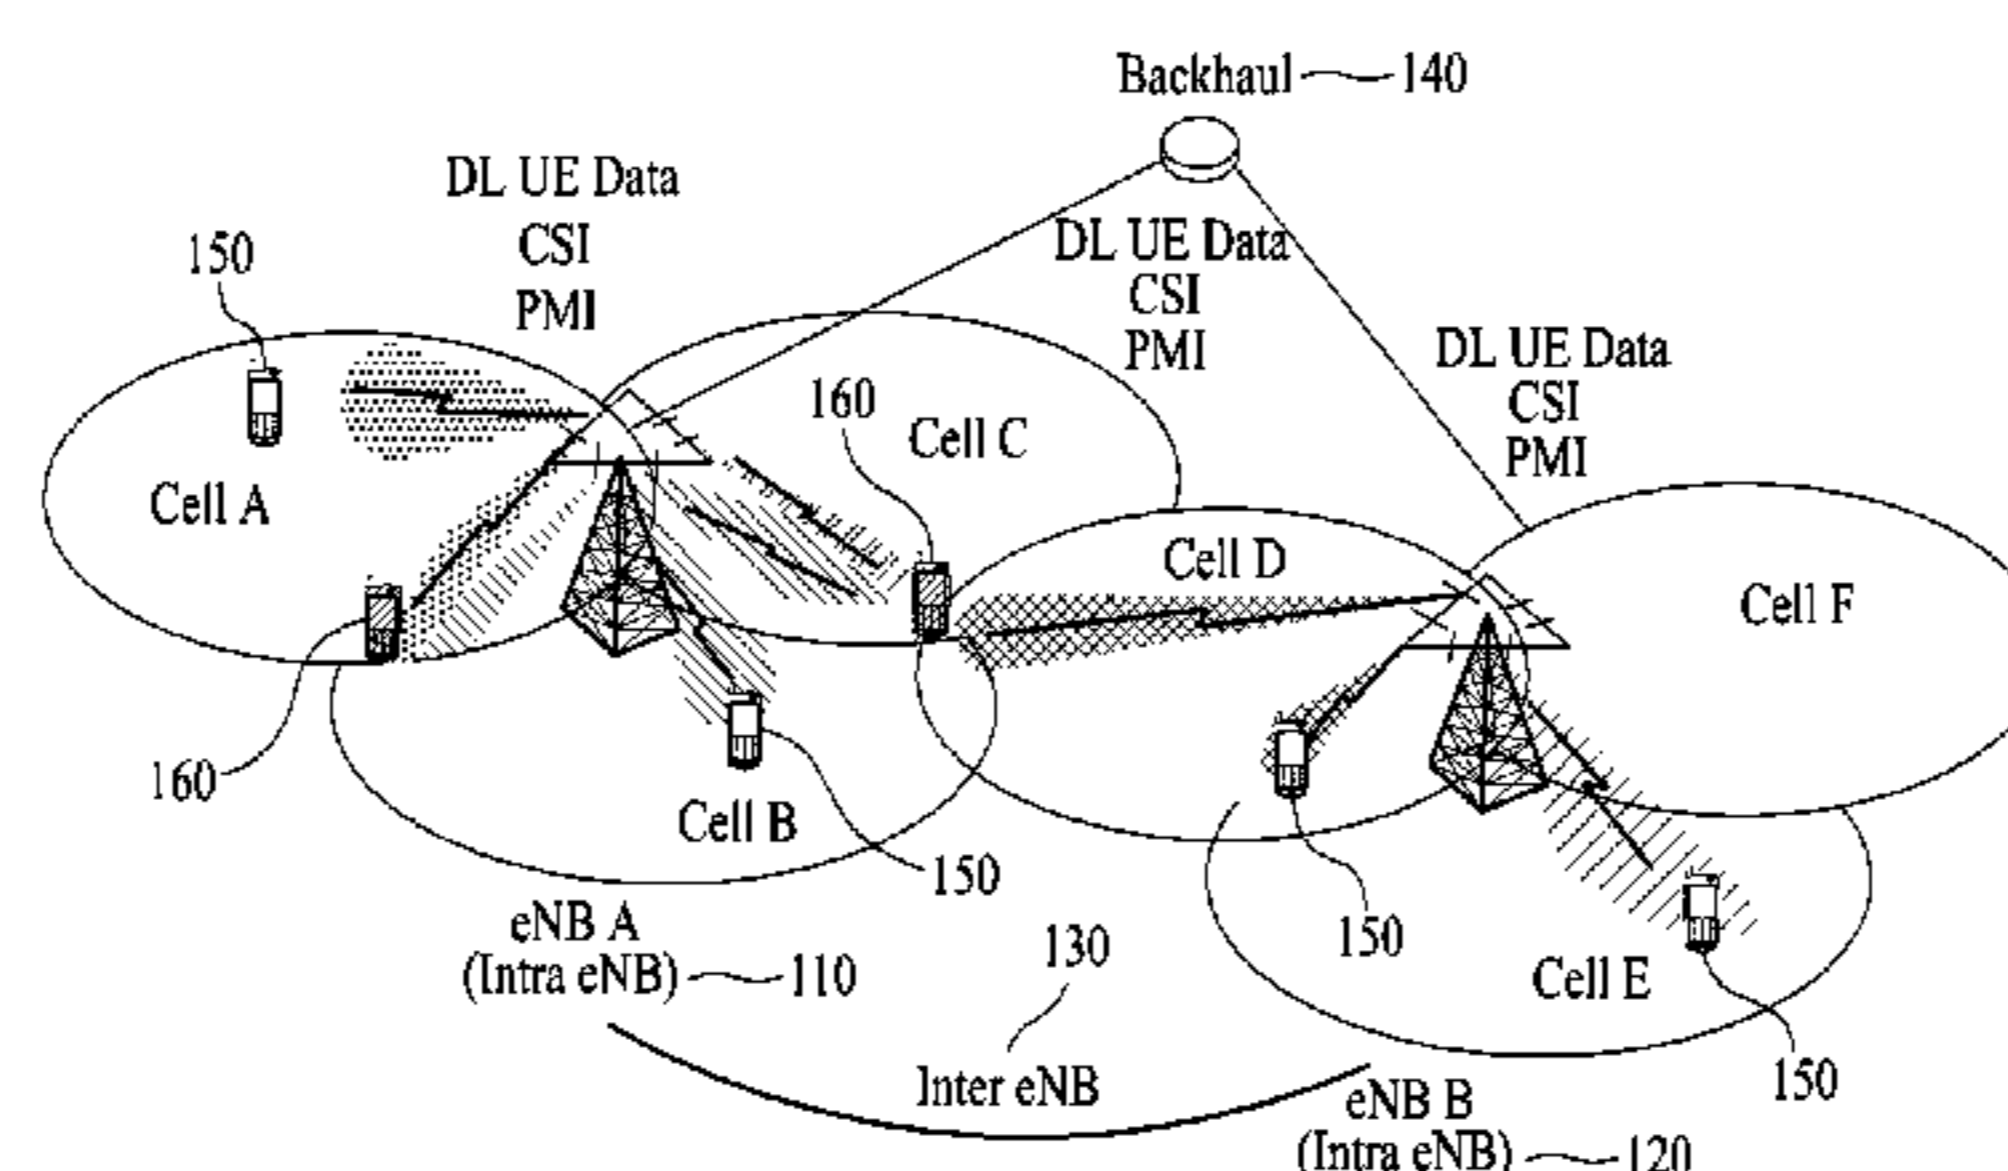 Backhaul 140
DL UE Data
CSI
PMI
DL UE Data
CSI
PMI
DL UE Data
CSI
PMI
150
160
Cell A
Cell C
Cell D
Cell F
160
Cell B
150
150
Cell E
150
eNB A
(Intra eNB) 110
130
Inter eNB
eNB B
(Intra eNB) 120